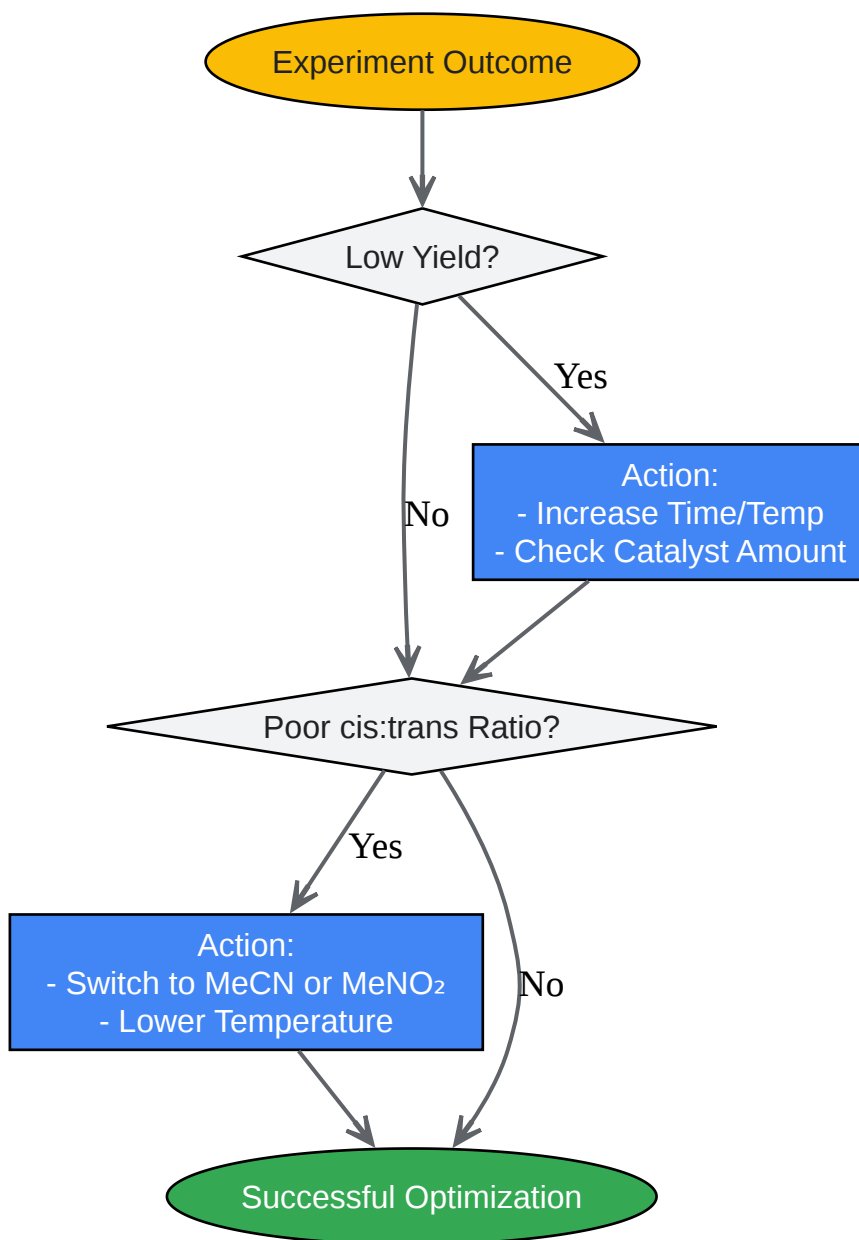 Experiment Outcome
Low Yield?
Yes
Action:
- Increase Time/Temp
- Check Catalyst Amount
No
Poor cis:trans Ratio?
Yes
Action:
- Switch to MeCN or MeNO₂
- Lower Temperature
No
Successful Optimization